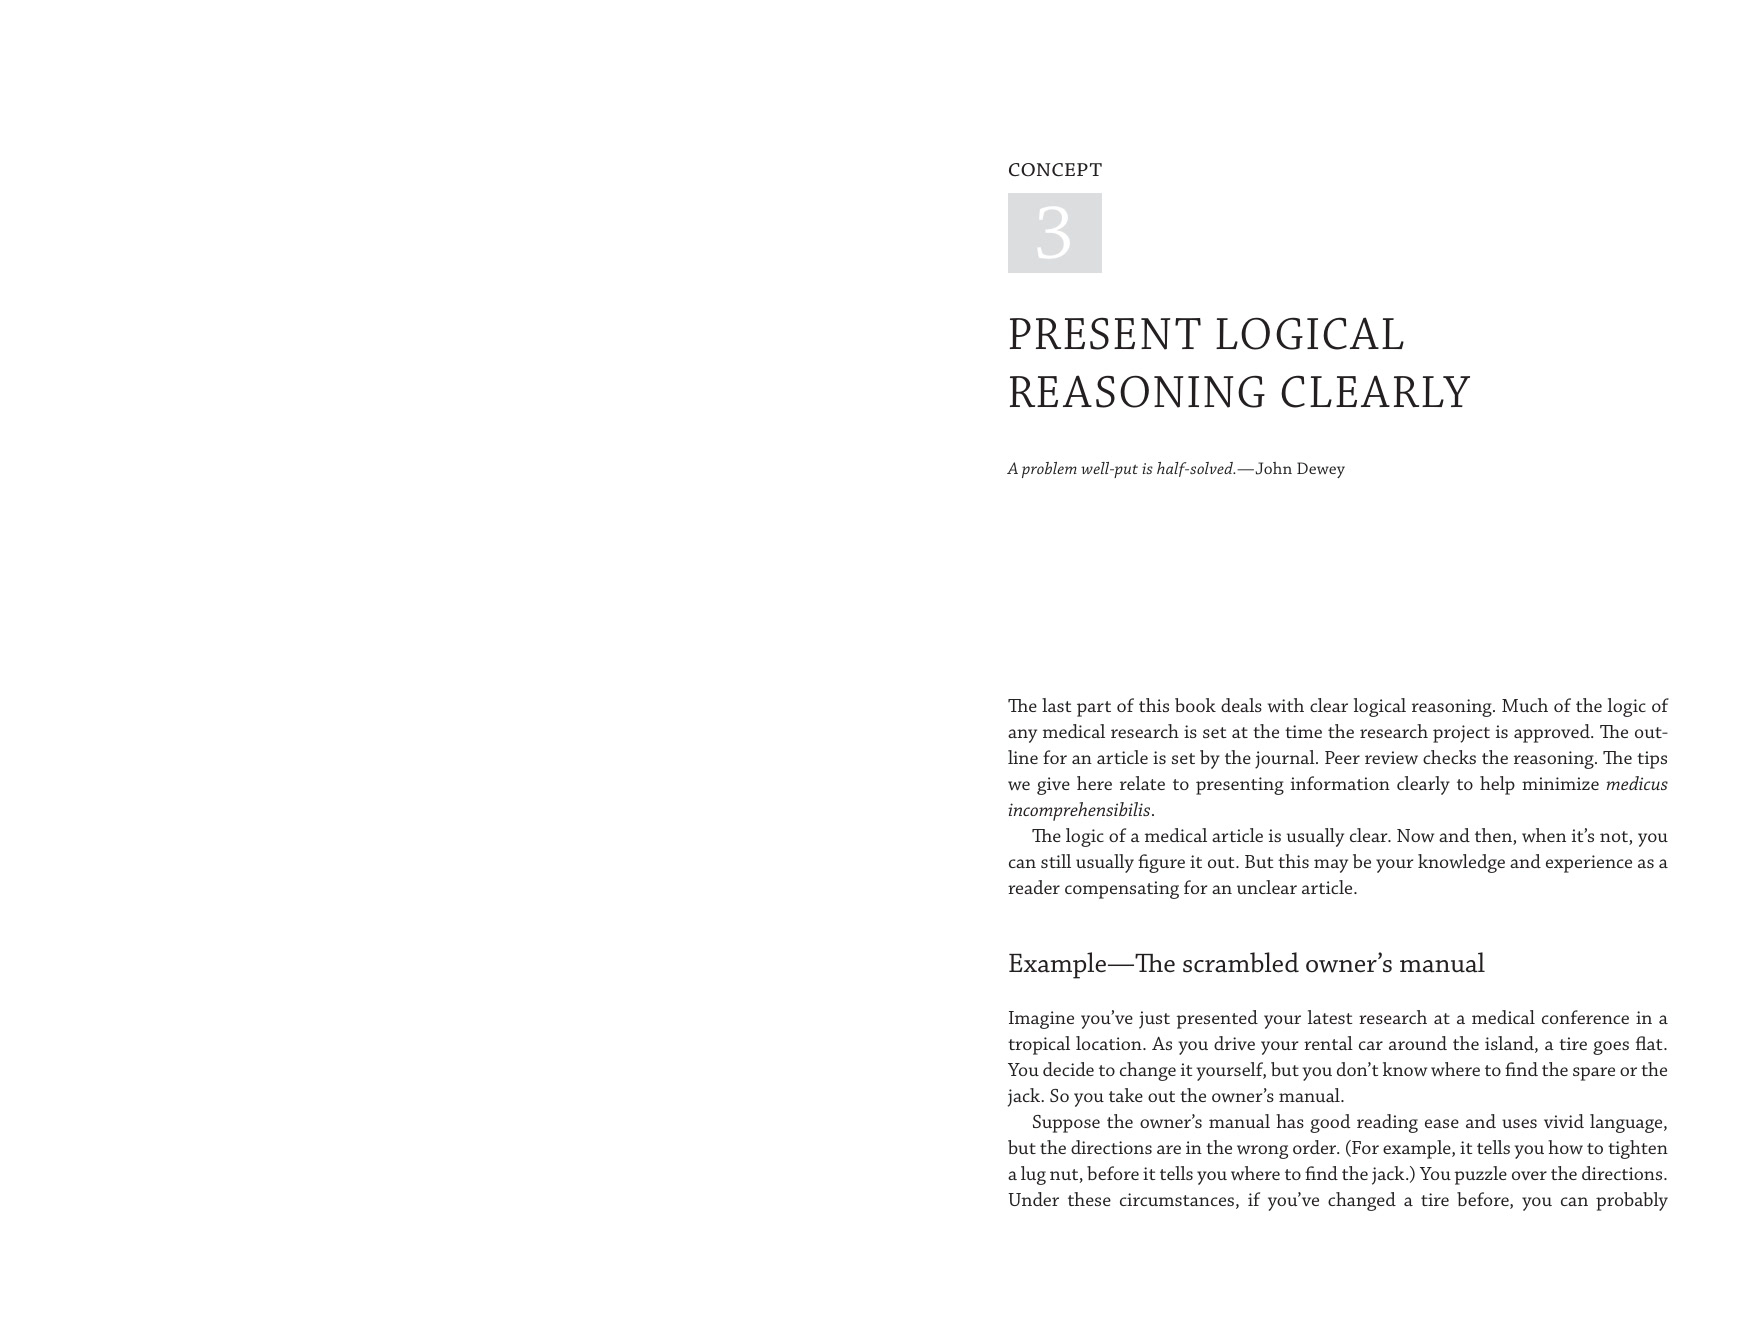 CONCEPT
3
PRESENT LOGICAL
REASONING CLEARLY
A problem well-put is half-solved.—John Dewey
The last part of this book deals with clear logical reasoning. Much of the logic of
any medical research is set at the time the research project is approved. The out-
line for an article is set by the journal. Peer review checks the reasoning. The tips
we give here relate to presenting information clearly to help minimize medicus
incomprehensibilis.
The logic of a medical article is usually clear. Now and then, when it’s not, you
can still usually figure it out. But this may be your knowledge and experience as a
reader compensating for an unclear article.
Example—The scrambled owner’s manual
Imagine you’ve just presented your latest research at a medical conference in a
tropical location. As you drive your rental car around the island, a tire goes flat.
You decide to change it yourself, but you don’t know where to find the spare or the
jack. So you take out the owner’s manual.
Suppose the owner’s manual has good reading ease and uses vivid language,
but the directions are in the wrong order. (For example, it tells you how to tighten
a lug nut, before it tells you where to find the jack.) You puzzle over the directions.
Under these circumstances, if you’ve changed a tire before, you can probably